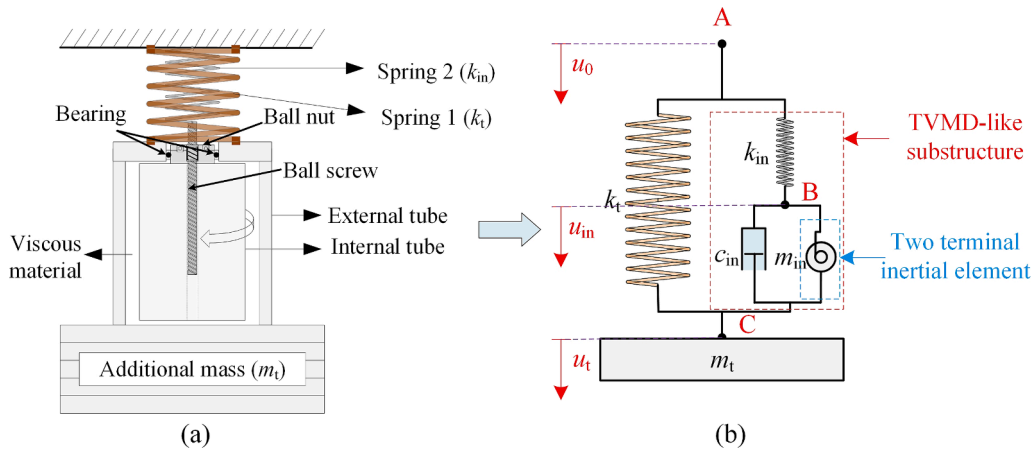 Spring 2 (kin)
Spring 1 (kt)
Bearing
Ball nut
Ball screw
External tube
Internal tube
Viscous
material
Additional mass (mt)
(a)
A
u0
TVMD-like
substructure
kin
B
kt
uin
cin
min
Two terminal
inertial element
C
ut
mt
(b)